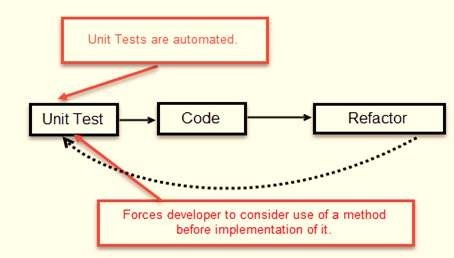 Unit Tests are automated.
Unit Test
Code
Refactor
Forces developer to consider use of a method
before implementation of it.